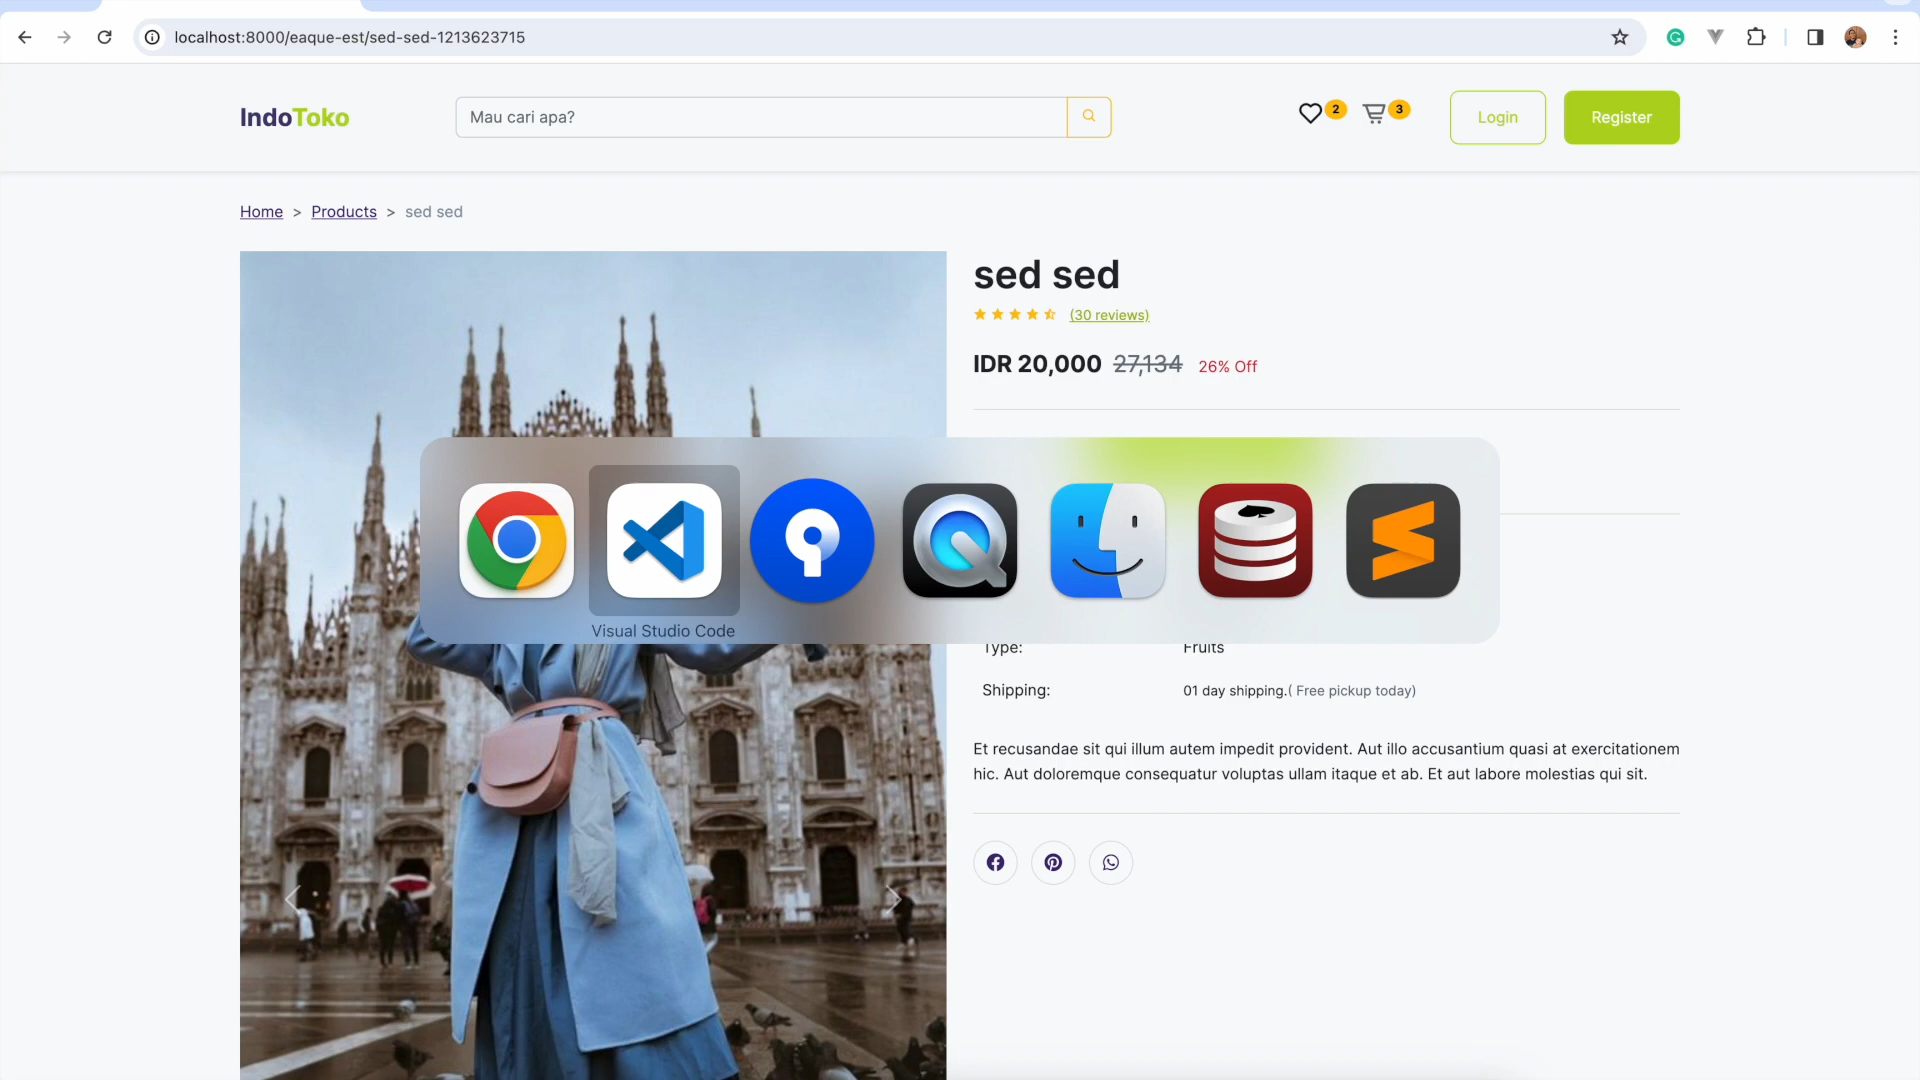 localhost:8000/eaque-est/sed-sed-1213623715
IndoToko
Mau cari apa?
2
3
Login
Register
Home > Products > sed sed
sed sed
(30 reviews)
IDR 20,000 27,134 26% Off
Visual Studio Code
Type: Fruits
Shipping: 01 day shipping.( Free pickup today)
Et recusandae sit qui illum autem impedit provident. Aut illo accusantium quasi at exercitationem
hic. Aut doloremque consequatur voluptas ullam itaque et ab. Et aut labore molestias qui sit.